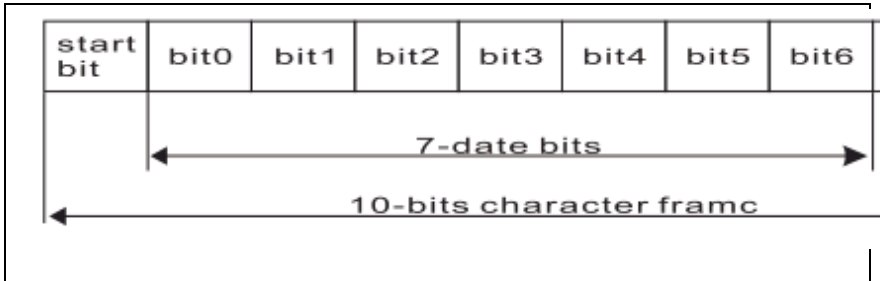 start bit0 bit1 bit2 bit3 bit4 bit5 bit6
bit
7-date bits
10-bits character framc